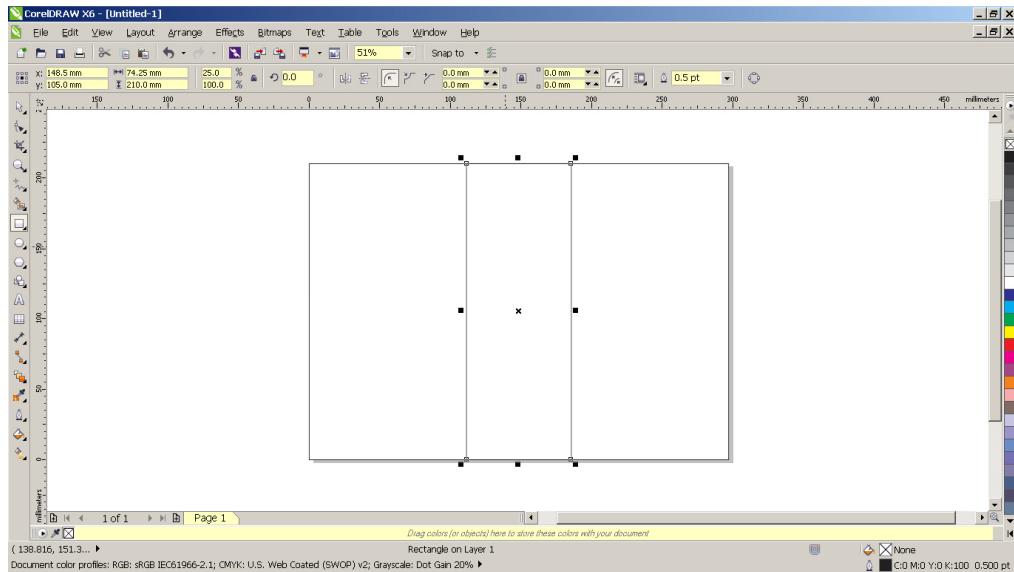 CorelDRAW X6 - [Untitled-1]
File Edit View Layout Arrange Effects Bitmaps Text Table Tools Window Help
51% Snap to
x: 148.5 mm 74.25 mm 25.0 % 0.0 ° 0.0 mm 0.0 mm 0.5 pt
y: 105.0 mm 210.0 mm 100.0 % 0.0 mm 0.0 mm
150 100 50 0 50 100 150 200 250 300 350 400 450 millimeters
200
150
100
50
0
millimeters
1 of 1 Page 1
Drag colors (or objects) here to store these colors with your document
( 138.816, 151.3... Rectangle on Layer 1 None
Document color profiles: RGB: sRGB IEC61966-2.1; CMYK: U.S. Web Coated (SWOP) v2; Grayscale: Dot Gain 20% C:0 M:0 Y:0 K:100 0.500 pt